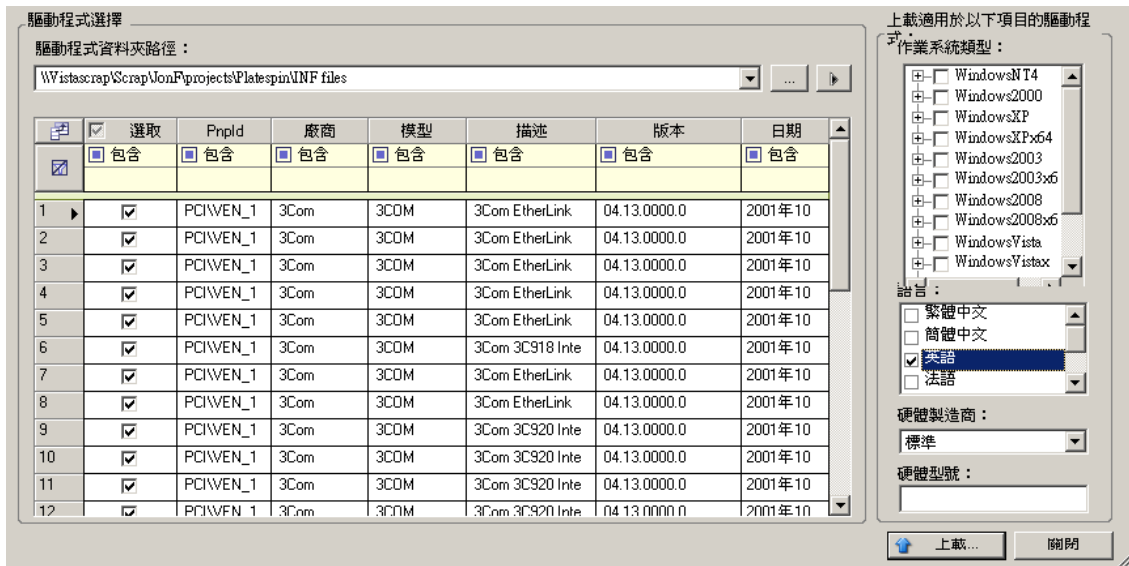 驅動程式選擇
驅動程式資料夾路徑：
\\Vistascrap\Scrap\JonF\projects\Platespin\INF files
...
選取 PnpId 廠商 模型 描述 版本 日期
包含 包含 包含 包含 包含 包含 包含
1 PCI\VEN_1 3Com 3COM 3Com EtherLink 04.13.0000.0 2001年10
2 PCI\VEN_1 3Com 3COM 3Com EtherLink 04.13.0000.0 2001年10
3 PCI\VEN_1 3Com 3COM 3Com EtherLink 04.13.0000.0 2001年10
4 PCI\VEN_1 3Com 3COM 3Com EtherLink 04.13.0000.0 2001年10
5 PCI\VEN_1 3Com 3COM 3Com EtherLink 04.13.0000.0 2001年10
6 PCI\VEN_1 3Com 3COM 3Com 3C918 Inte 04.13.0000.0 2001年10
7 PCI\VEN_1 3Com 3COM 3Com EtherLink 04.13.0000.0 2001年10
8 PCI\VEN_1 3Com 3COM 3Com EtherLink 04.13.0000.0 2001年10
9 PCI\VEN_1 3Com 3COM 3Com 3C920 Inte 04.13.0000.0 2001年10
10 PCI\VEN_1 3Com 3COM 3Com 3C920 Inte 04.13.0000.0 2001年10
11 PCI\VEN_1 3Com 3COM 3Com 3C920 Inte 04.13.0000.0 2001年10
12 PCI\VEN_1 3Com 3COM 3Com 3C920 Inte 04.13.0000.0 2001年10
上載適用於以下項目的驅動程
式：
作業系統類型：
WindowsNT4
Windows2000
WindowsXP
WindowsXPx64
Windows2003
Windows2003x6
Windows2008
Windows2008x6
WindowsVista
WindowsVistax
語言：
繁體中文
簡體中文
英語
法語
硬體製造商：
標準
硬體型號：
上載...
關閉